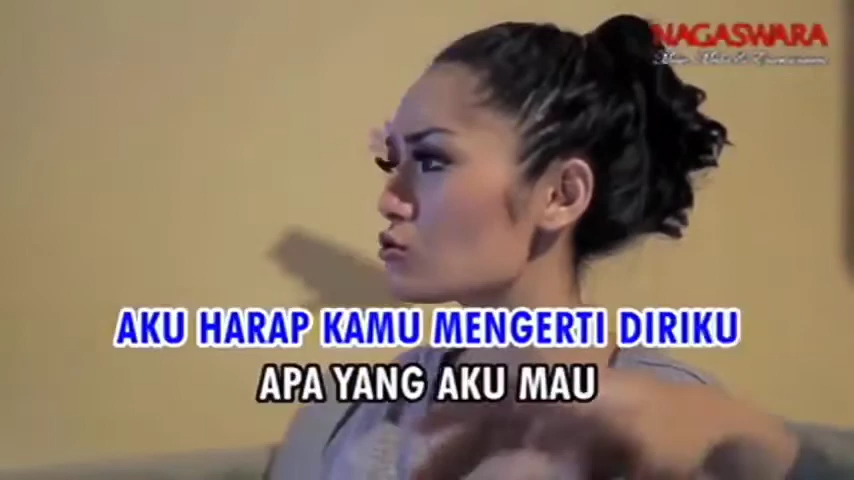 NAGASWARA
AKU HARAP KAMU MENGERTI DIRIKU
APA YANG AKU MAU